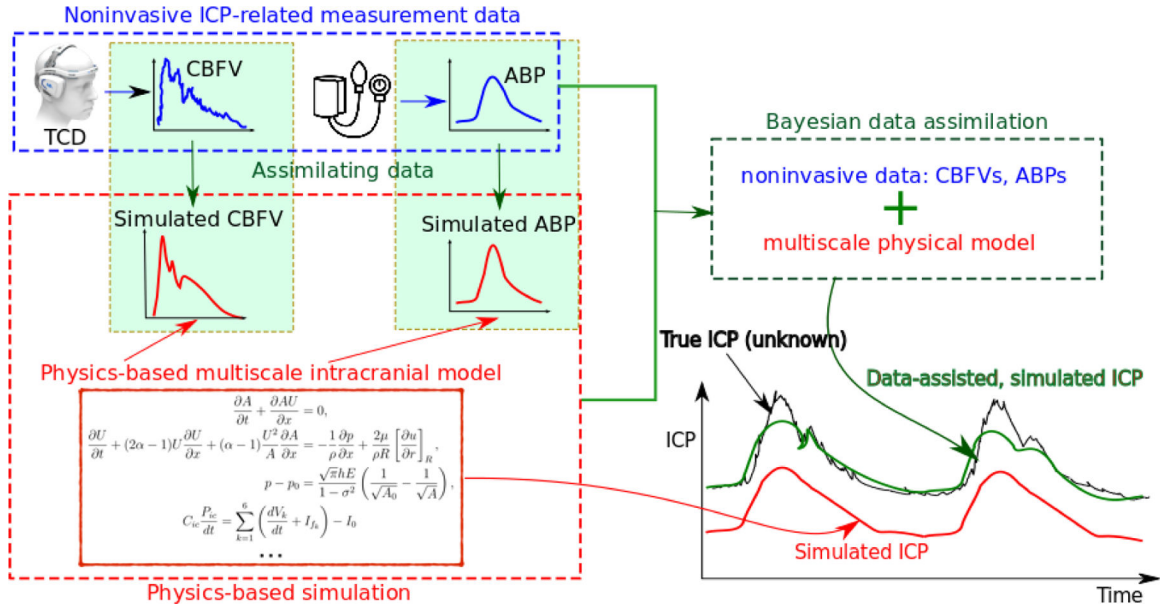 Noninvasive ICP-related measurement data
CBFV
ABP
TCD
Assimilating data
Simulated CBFV
Simulated ABP
Physics-based multiscale intracranial model
∂A/∂t + ∂AU/∂x = 0,
∂U/∂t + (2α−1)U ∂U/∂x + (α−1) U²/A ∂A/∂x = −1/ρ ∂p/∂x + 2μ/ρR [∂u/∂r]_R,
p − p₀ = √πhE/(1 − σ²) (1/√A₀ − 1/√A),
C_ic P_ic/dt = ∑_{k=1}^{6} (dV_k/dt + I_{f_k}) − I₀
•••
Physics-based simulation
Bayesian data assimilation
noninvasive data: CBFVs, ABPs
+
multiscale physical model
True ICP (unknown)
Data-assisted, simulated ICP
ICP
Simulated ICP
Time